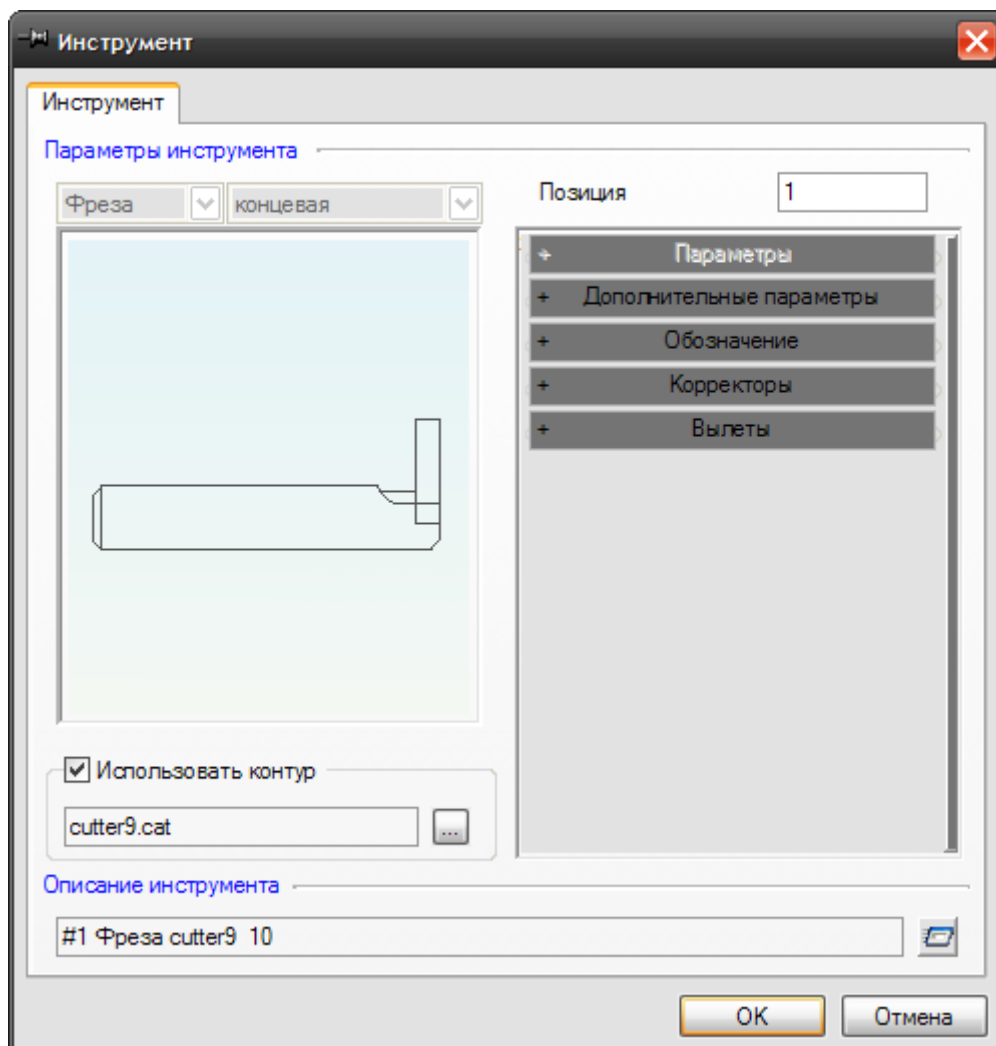 Инструмент
Инструмент
Параметры инструмента
Фреза концевая
Позиция 1
+ Параметры
+ Дополнительные параметры
+ Обозначение
+ Корректоры
+ Вылеты
Использовать контур
cutter9.cat ...
Описание инструмента
#1 Фреза cutter9 10
OK Отмена